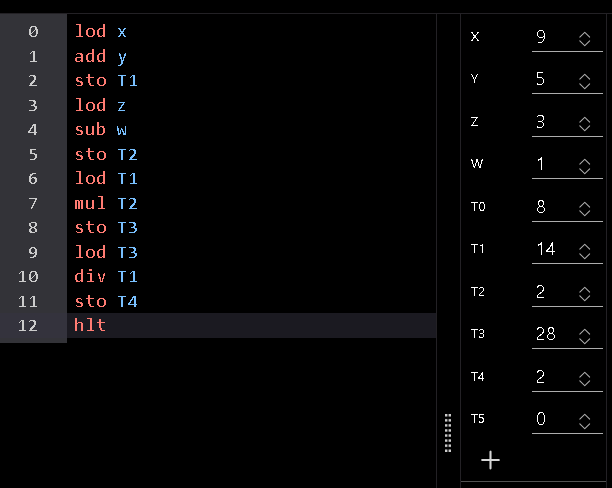 0 lod x
1 add y
2 sto T1
3 lod z
4 sub w
5 sto T2
6 lod T1
7 mul T2
8 sto T3
9 lod T3
10 div T1
11 sto T4
12 hlt
X 9
Y 5
Z 3
W 1
T0 8
T1 14
T2 2
T3 28
T4 2
T5 0